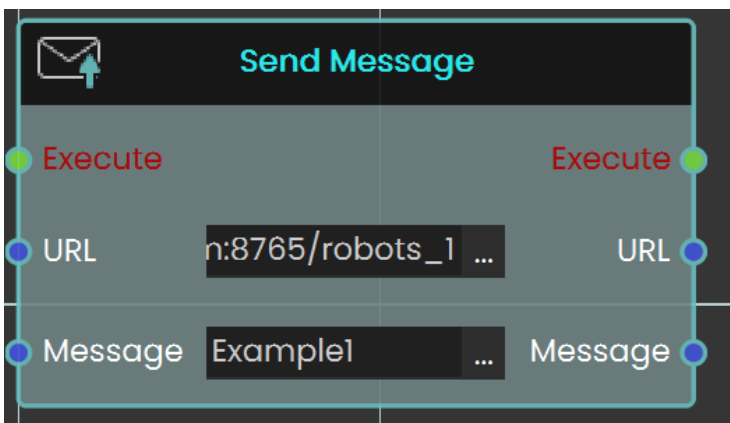 Send Message
Execute Execute
URL :8765/robots_1 ... URL
Message Example1 ... Message